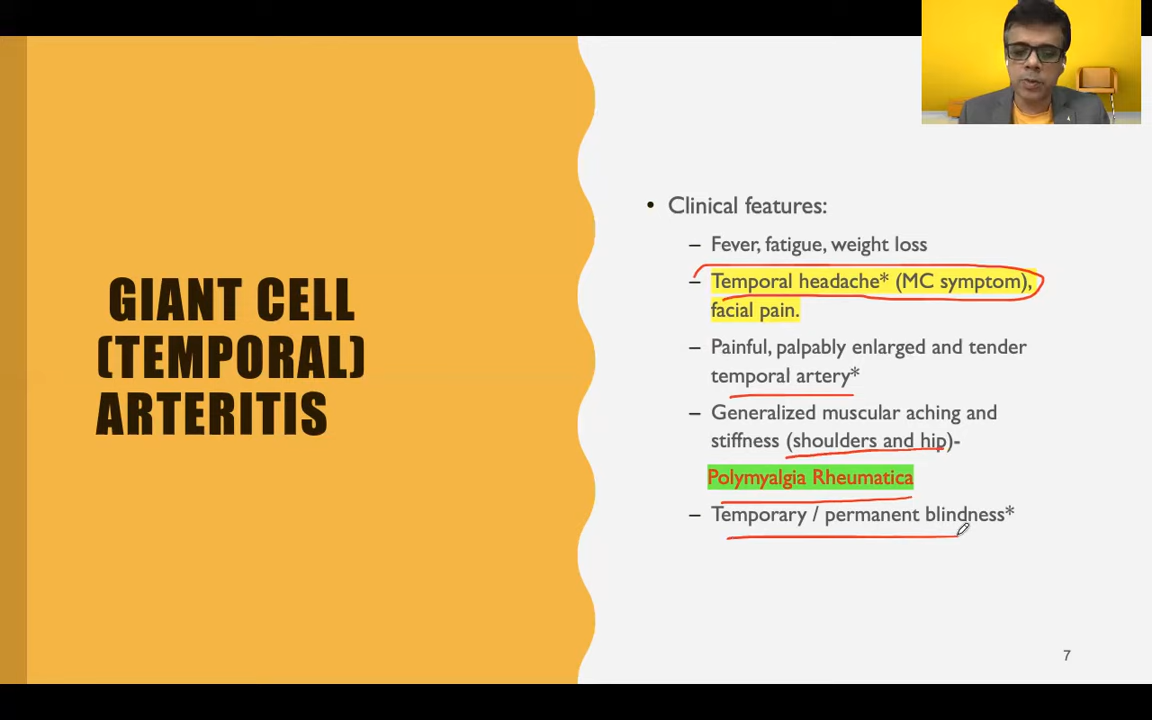 GIANT CELL
(TEMPORAL)
ARTERITIS
• Clinical features:
– Fever, fatigue, weight loss
– Temporal headache* (MC symptom),
facial pain.
– Painful, palpably enlarged and tender
temporal artery*
– Generalized muscular aching and
stiffness (shoulders and hip)-
Polymyalgia Rheumatica
– Temporary / permanent blindness*
7